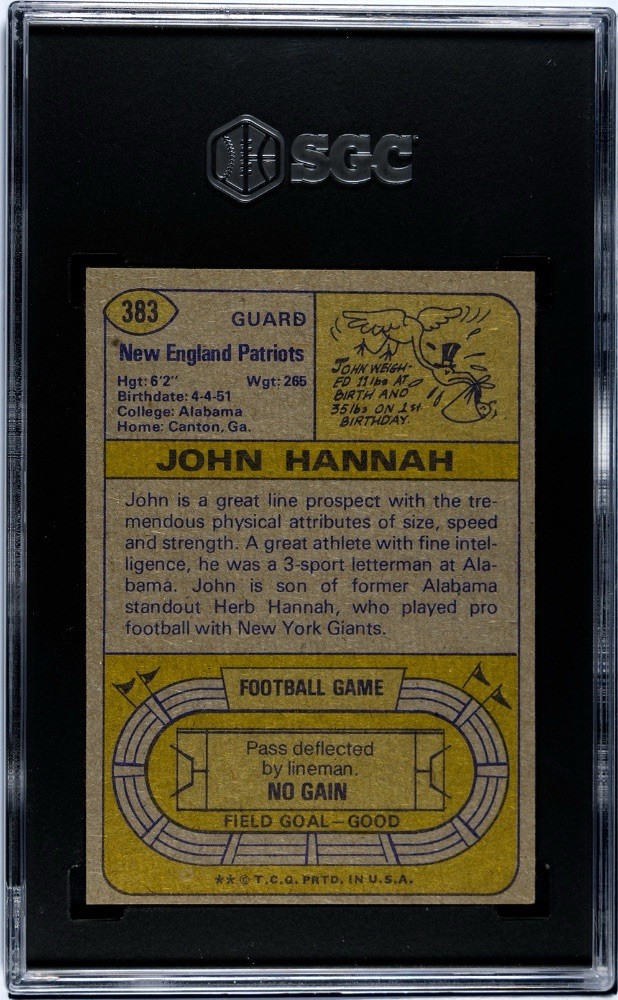 SGC
383
GUARD
New England Patriots
Hgt: 6'2" Wgt: 265
Birthdate: 4-4-51
College: Alabama
Home: Canton, Ga.
JOHN WEIGH-
ED 11 lbs AT
BIRTH AND
35 lbs ON 1st
BIRTHDAY.
JOHN HANNAH
John is a great line prospect with the tre-
mendous physical attributes of size, speed
and strength. A great athlete with fine intel-
ligence, he was a 3-sport letterman at Ala-
bama. John is son of former Alabama
standout Herb Hannah, who played pro
football with New York Giants.
FOOTBALL GAME
Pass deflected
by lineman.
NO GAIN
FIELD GOAL—GOOD
** © T.C.G. PRTD. IN U.S.A.